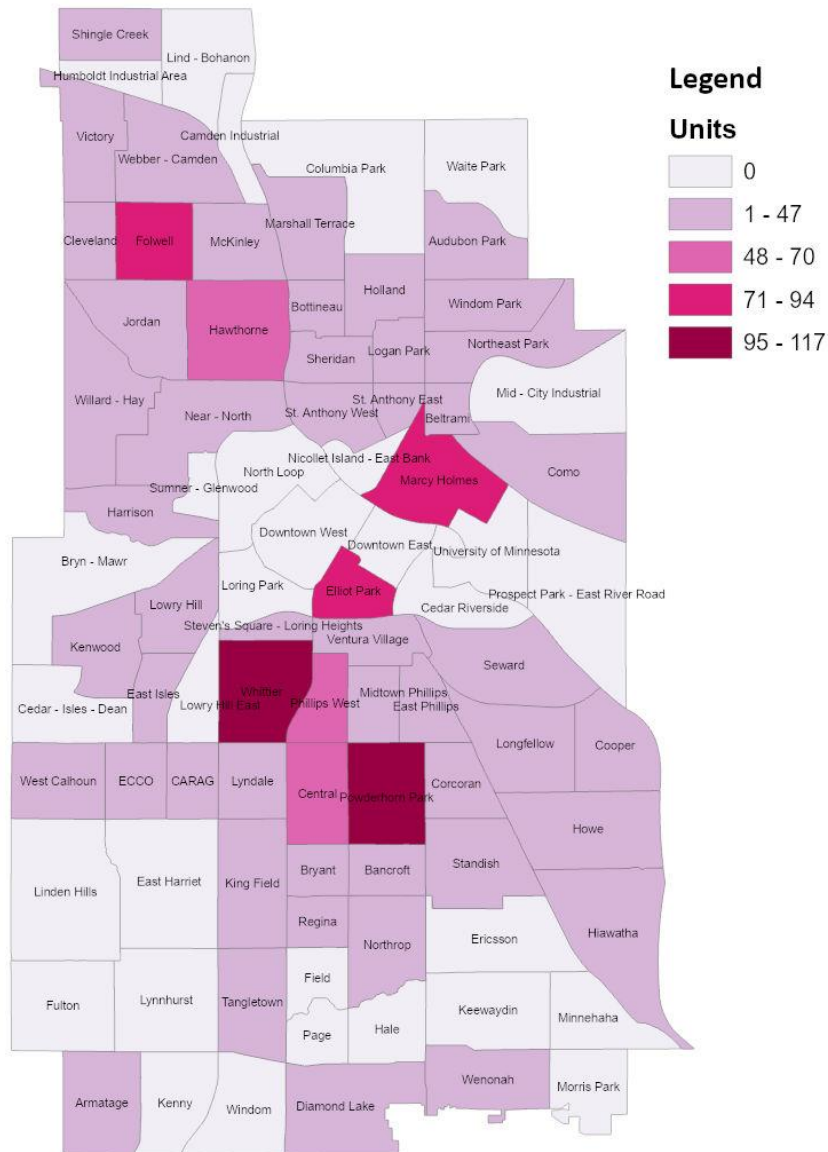 Shingle Creek
Lind - Bohanon
Humboldt Industrial Area
Legend
Units
0
1 - 47
48 - 70
71 - 94
95 - 117
Victory
Camden Industrial
Webber - Camden
Columbia Park
Waite Park
Marshall Terrace
Cleveland
Folwell
McKinley
Audubon Park
Holland
Bottineau
Windom Park
Jordan
Hawthorne
Logan Park
Northeast Park
Sheridan
Mid - City Industrial
Willard - Hay
St. Anthony East
Near - North
St. Anthony West
Beltrami
Nicollet Island - East Bank
North Loop
Como
Marcy Holmes
Sumner - Glenwood
Harrison
Downtown West
Downtown East
University of Minnesota
Bryn - Mawr
Loring Park
Elliot Park
Prospect Park - East River Road
Lowry Hill
Cedar Riverside
Steven's Square - Loring Heights
Ventura Village
Kenwood
Seward
East Isles
Whittier
Midtown Phillips
Cedar - Isles - Dean
Lowry Hill East
Phillips West
East Phillips
Longfellow
Cooper
West Calhoun
ECCO
CARAG
Lyndale
Corcoran
Central
Powderhorn Park
Howe
Standish
Bryant
Bancroft
Linden Hills
East Harriet
King Field
Regina
Hiawatha
Northrop
Ericsson
Field
Fulton
Lynnhurst
Tangletown
Keewaydin
Minnehaha
Page
Hale
Wenonah
Morris Park
Armatage
Kenny
Windom
Diamond Lake